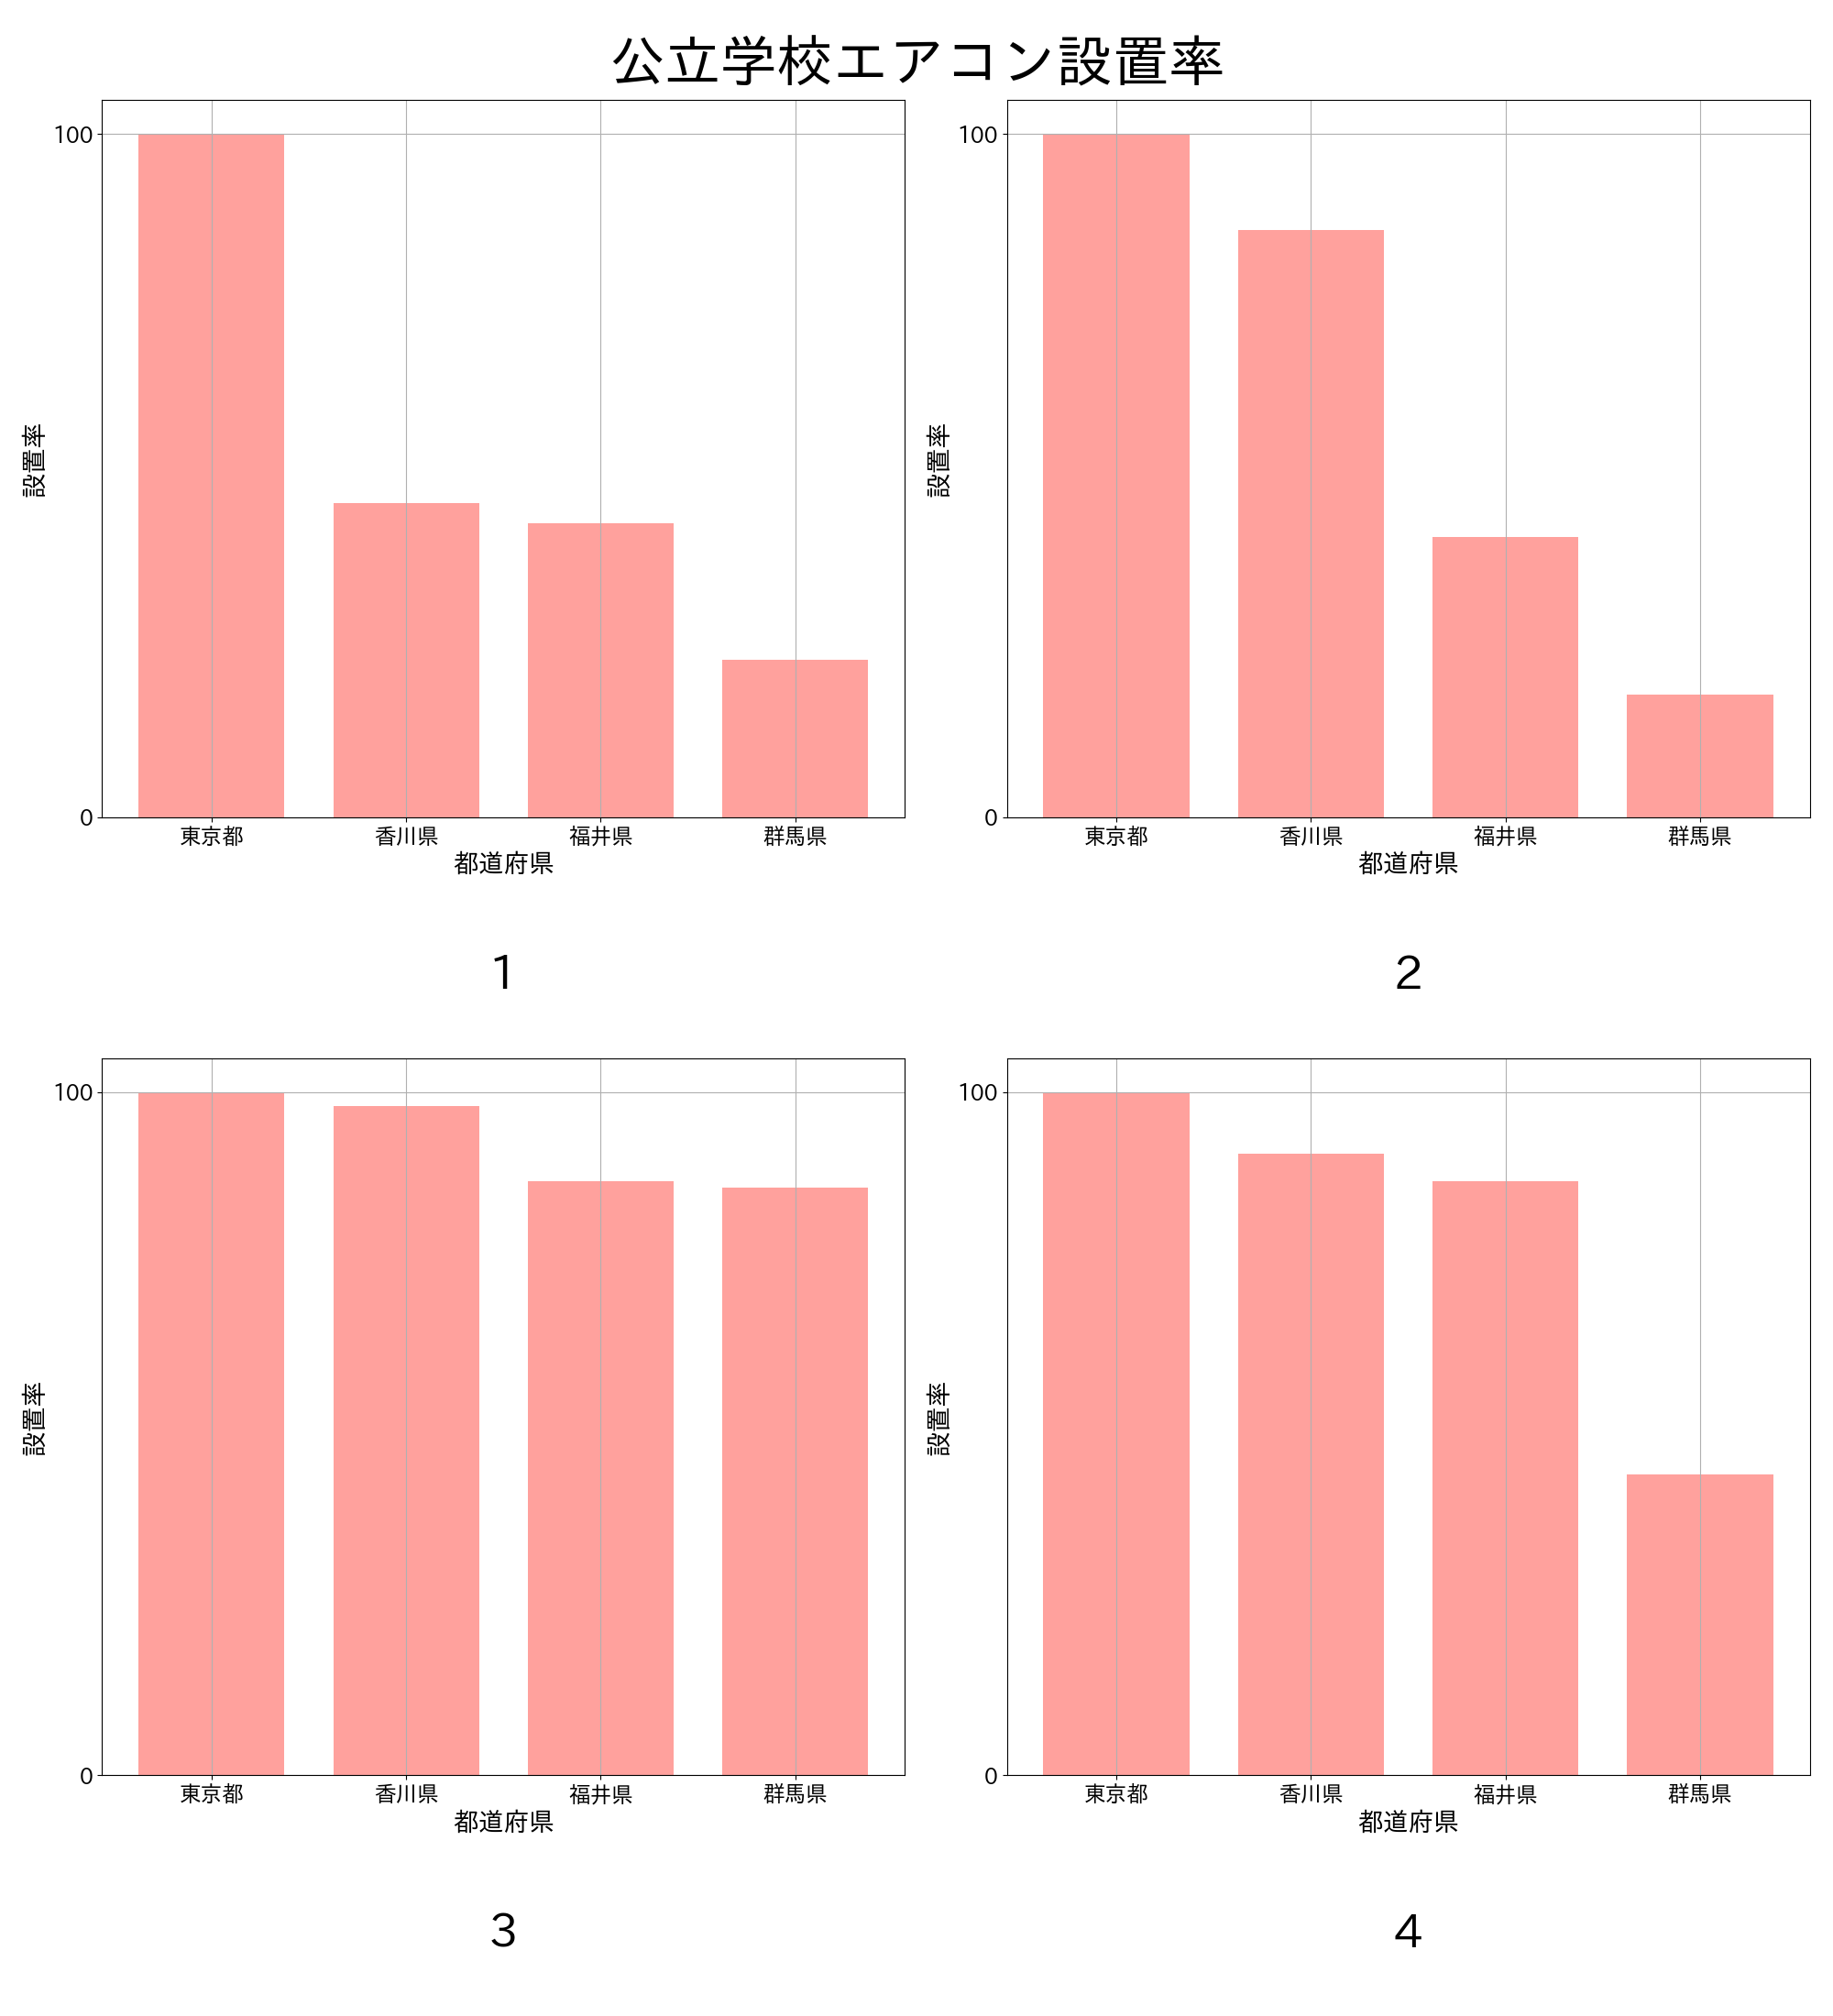 公立学校エアコン設置率
100
設置率
0
東京都 香川県 福井県 群馬県
都道府県
1
100
設置率
0
東京都 香川県 福井県 群馬県
都道府県
2
100
設置率
0
東京都 香川県 福井県 群馬県
都道府県
3
100
設置率
0
東京都 香川県 福井県 群馬県
都道府県
4